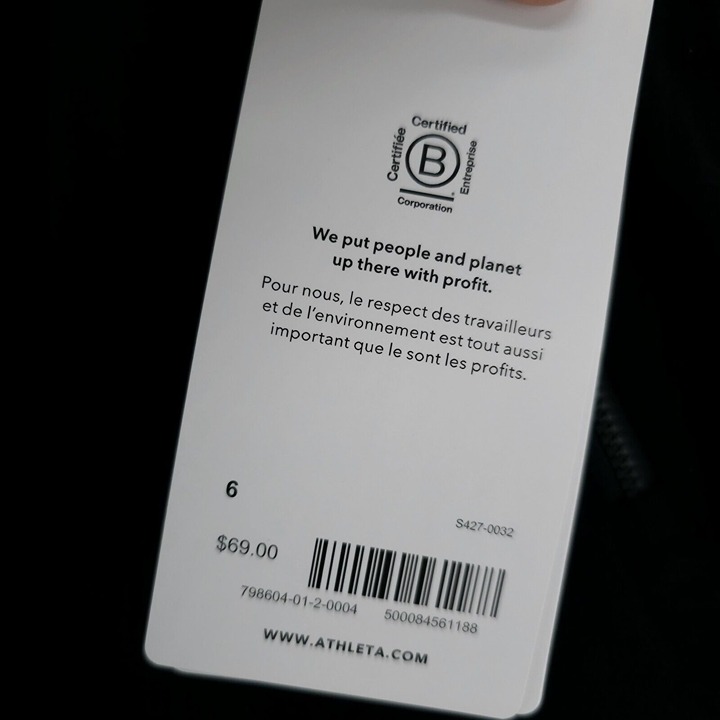 Certified
Certifiée
B
Entreprise
Corporation
We put people and planet
up there with profit.
Pour nous, le respect des travailleurs
et de l'environnement est tout aussi
important que le sont les profits.
6
S427-0032
$69.00
798604-01-2-0004 500084561188
WWW.ATHLETA.COM